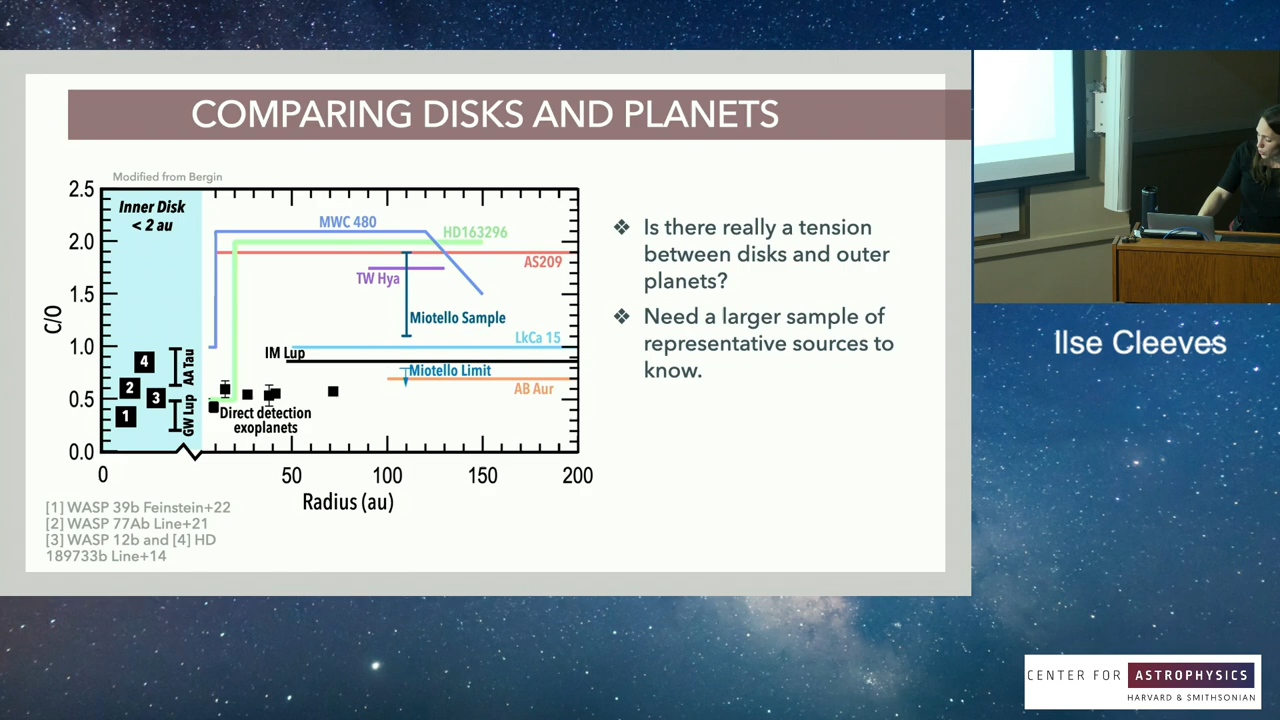 COMPARING DISKS AND PLANETS
Modified from Bergin
2.5
2.0
1.5
1.0
0.5
0.0
C/O
Inner Disk
< 2 au
MWC 480
HD163296
AS209
TW Hya
Miotello Sample
LkCa 15
IM Lup
Miotello Limit
AB Aur
4
2
3
1
AA Tau
GW Lup
Direct detection
exoplanets
0
50
100
150
200
Radius (au)
[1] WASP 39b Feinstein+22
[2] WASP 77Ab Line+21
[3] WASP 12b and [4] HD
189733b Line+14
❖ Is there really a tension
between disks and outer
planets?
❖ Need a larger sample of
representative sources to
know.
Ilse Cleeves
CENTER FOR ASTROPHYSICS
HARVARD & SMITHSONIAN